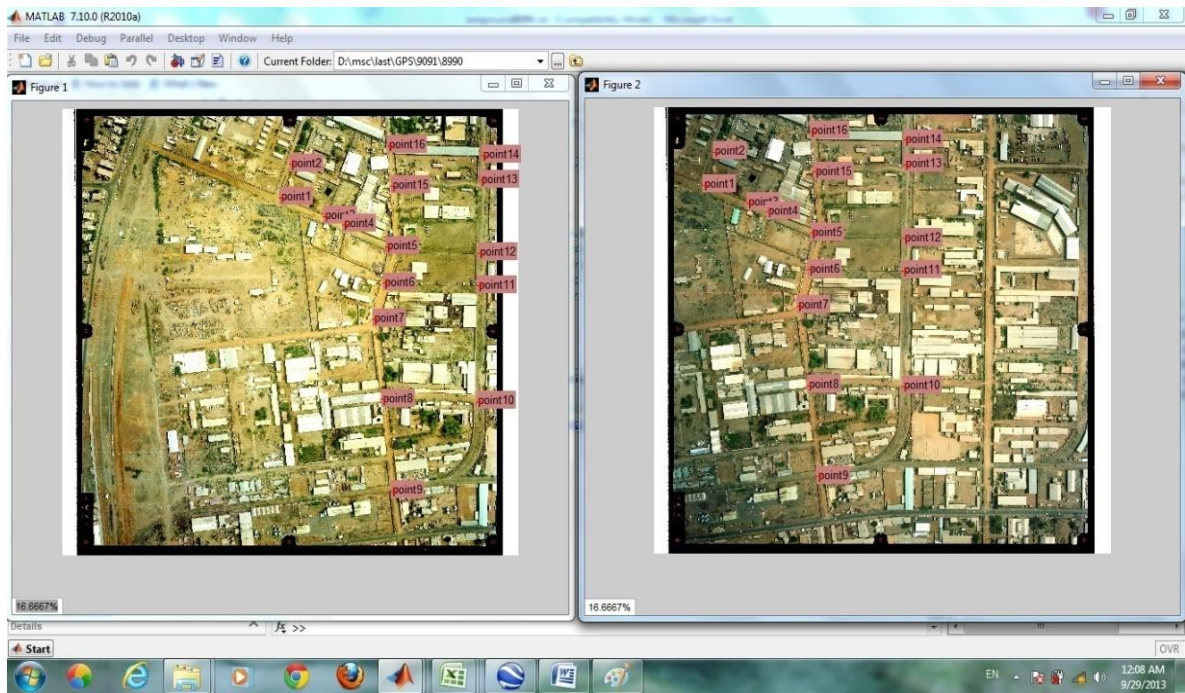 MATLAB 7.10.0 (R2010a)
File Edit Debug Parallel Desktop Window Help
Current Folder: D:\msc\last\GPS\9091\8990
Figure 1
point16
point2
point14
point15
point13
point1
point4
point5
point12
point6
point11
point7
point8
point10
point9
16.6667%
Figure 2
point16
point14
point2
point13
point15
point1
point4
point5
point12
point6
point11
point7
point8
point10
point9
16.6667%
Details
fx >>
Start
OVR
EN
12:08 AM
9/29/2013